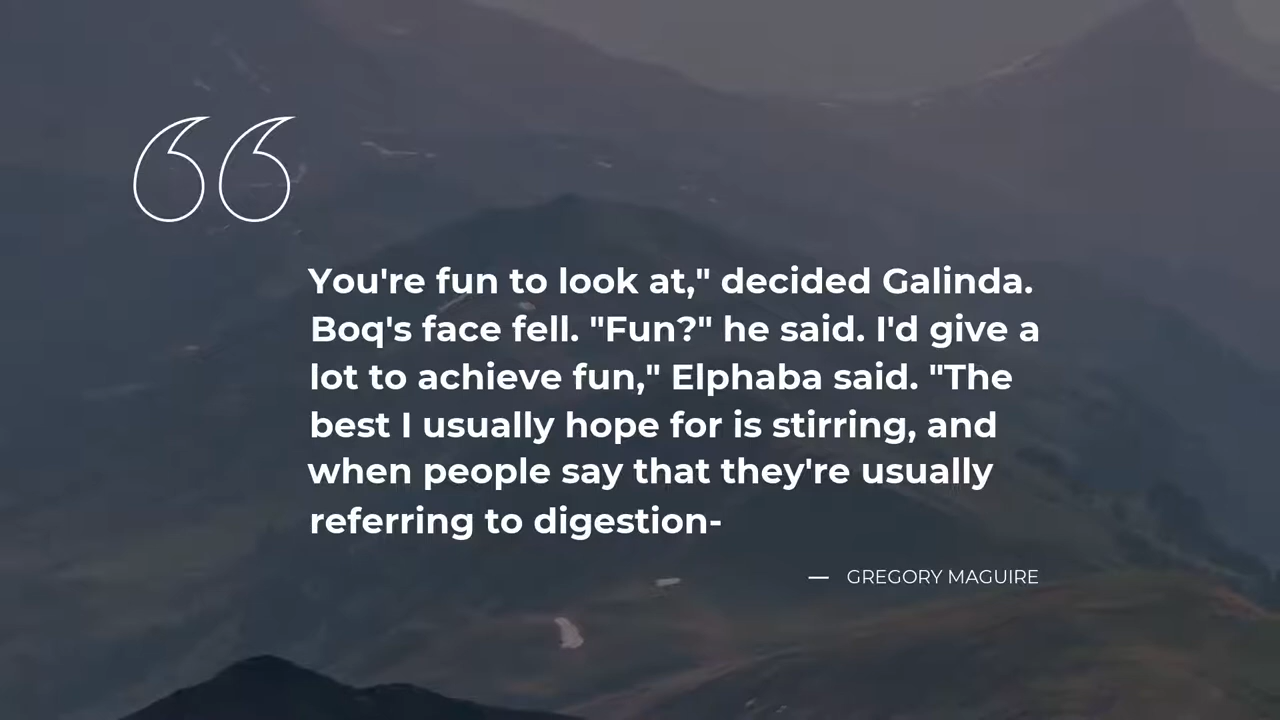 You're fun to look at," decided Galinda.
Boq's face fell. "Fun?" he said. I'd give a
lot to achieve fun," Elphaba said. "The
best I usually hope for is stirring, and
when people say that they're usually
referring to digestion-
— GREGORY MAGUIRE